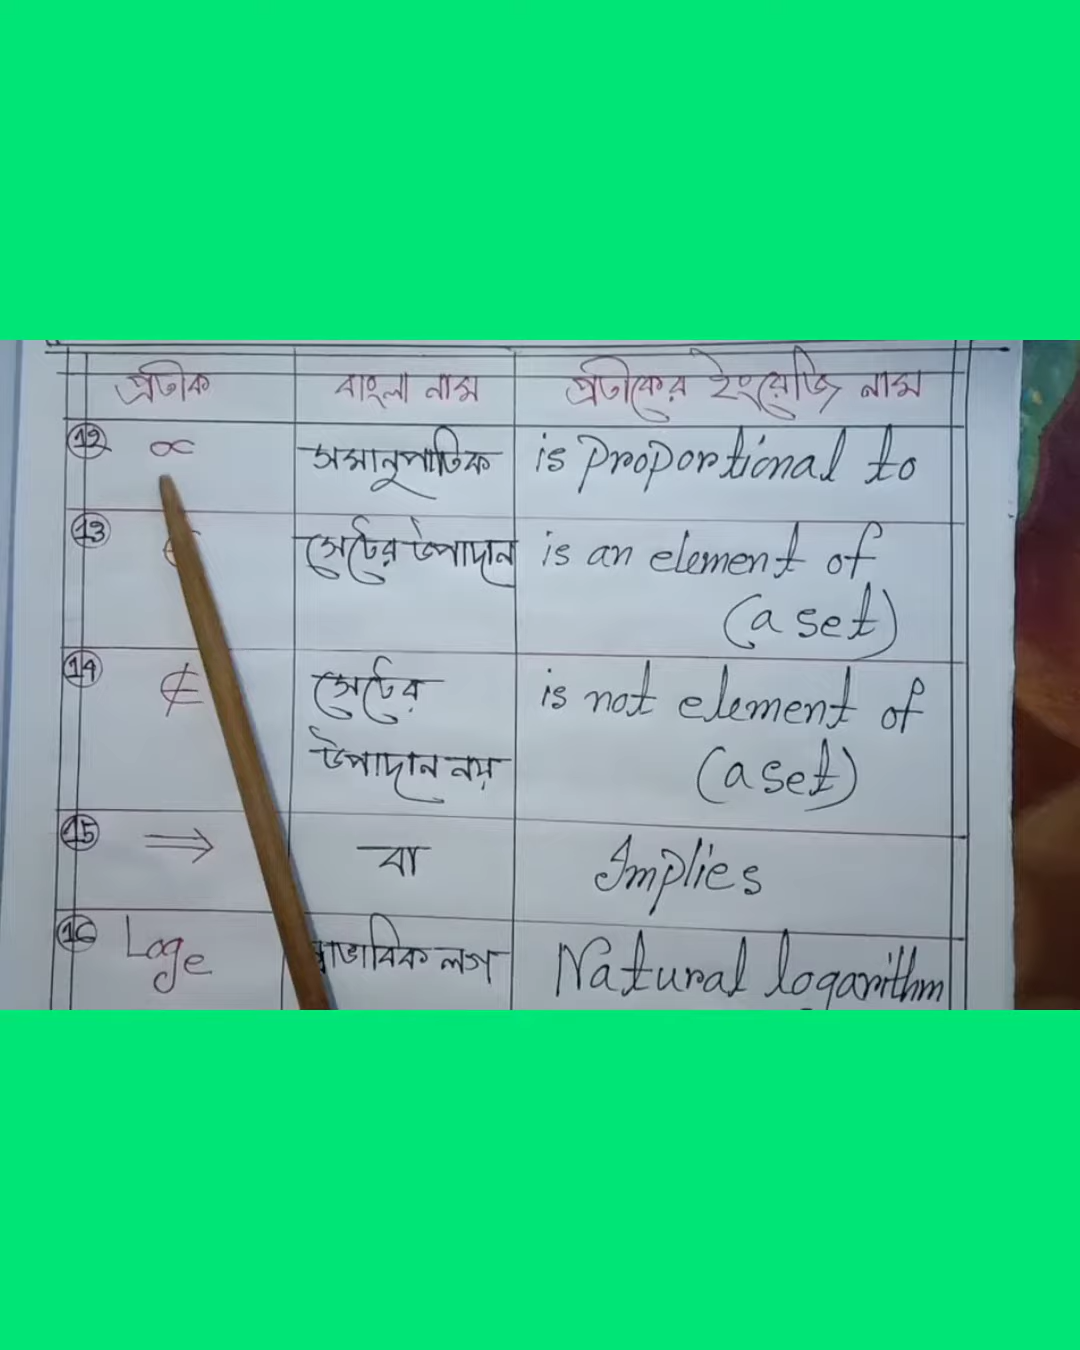 প্রতীক বাংলা নাম প্রতীকের ইংরেজি নাম
12 ∝ সমানুপাতিক is proportional to
13 সেটের উপাদান is an element of
(a set)
14 ∉ সেটের is not element of
উপাদান নয় (a set)
15 ⇒ বা Implies
16 Loge স্বাভাবিক লগ Natural logarithm